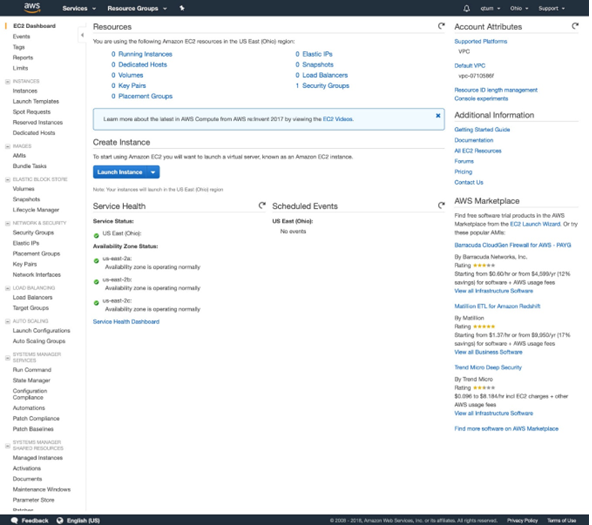 aws
Services
Resource Groups
qtum
Ohio
Support
EC2 Dashboard
Events
Tags
Reports
Limits
INSTANCES
Instances
Launch Templates
Spot Requests
Reserved Instances
Dedicated Hosts
IMAGES
AMIs
Bundle Tasks
ELASTIC BLOCK STORE
Volumes
Snapshots
Lifecycle Manager
NETWORK & SECURITY
Security Groups
Elastic IPs
Placement Groups
Key Pairs
Network Interfaces
LOAD BALANCING
Load Balancers
Target Groups
AUTO SCALING
Launch Configurations
Auto Scaling Groups
SYSTEMS MANAGER
SERVICES
Run Command
State Manager
Configuration
Compliance
Automations
Patch Compliance
Patch Baselines
SYSTEMS MANAGER
SHARED RESOURCES
Managed Instances
Activations
Documents
Maintenance Windows
Parameter Store
Patches
Resources
You are using the following Amazon EC2 resources in the US East (Ohio) region:
0 Running Instances
0 Dedicated Hosts
0 Volumes
0 Key Pairs
0 Placement Groups
0 Elastic IPs
0 Snapshots
0 Load Balancers
1 Security Groups
Learn more about the latest in AWS Compute from AWS re:Invent 2017 by viewing the EC2 Videos.
Create Instance
To start using Amazon EC2 you will want to launch a virtual server, known as an Amazon EC2 instance.
Launch Instance
Note: Your instances will launch in the US East (Ohio) region
Service Health
Service Status:
US East (Ohio):
Availability Zone Status:
us-east-2a:
Availability zone is operating normally
us-east-2b:
Availability zone is operating normally
us-east-2c:
Availability zone is operating normally
Service Health Dashboard
Scheduled Events
US East (Ohio):
No events
Account Attributes
Supported Platforms
VPC
Default VPC
Resource ID length management
Console experiments
Additional Information
Getting Started Guide
Documentation
All EC2 Resources
Forums
Pricing
Contact Us
AWS Marketplace
Find free software trial products in the AWS
Marketplace from the EC2 Launch Wizard. Or try
these popular AMIs:
Barracuda CloudGen Firewall for AWS - PAYG
By Barracuda Networks, Inc.
Rating
Starting from $0.60/hr or from $4,599/yr (12%
savings) for software + AWS usage fees
View all Infrastructure Software
Matillion ETL for Amazon Redshift
By Matillion
Rating
Starting from $1.37/hr or from $9,950/yr (17%
savings) for software + AWS usage fees
View all Business Software
Trend Micro Deep Security
By Trend Micro
Rating
$0.096 to $8.184/hr incl EC2 charges + other
AWS usage fees
View all Infrastructure Software
Find more software on AWS Marketplace
Feedback
English (US)
© 2008 - 2018, Amazon Web Services, Inc. or its affiliates. All rights reserved.
Privacy Policy
Terms of Use